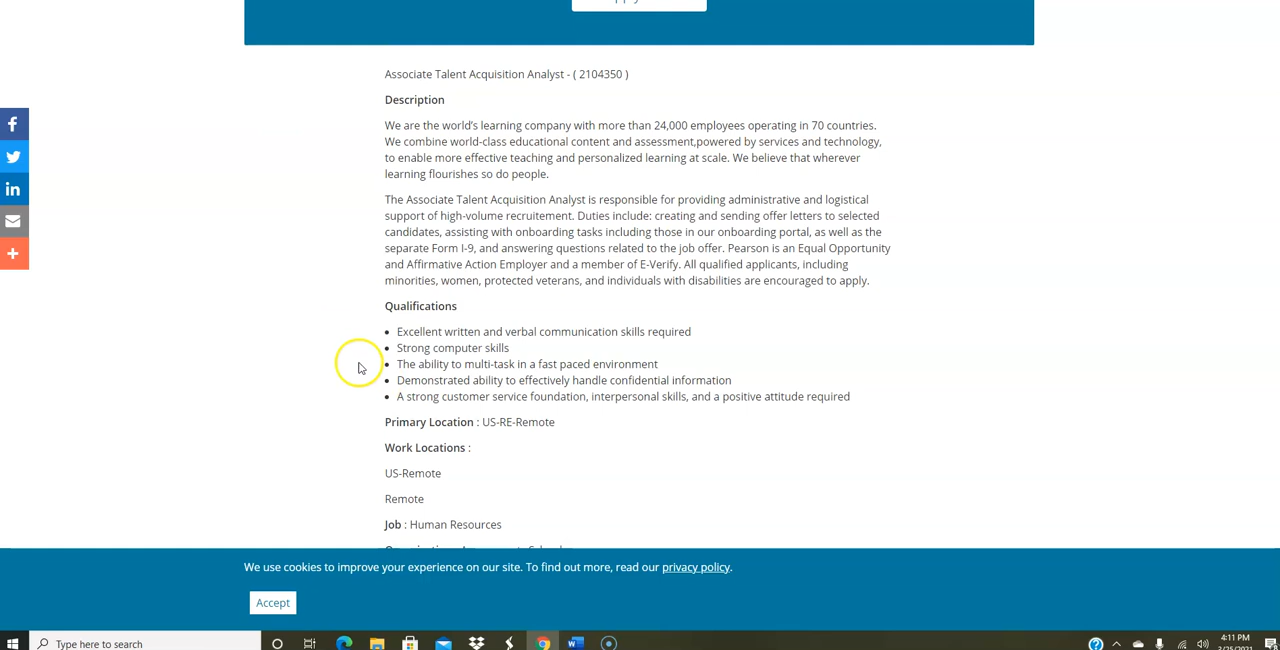 Associate Talent Acquisition Analyst - ( 2104350 )
Description
We are the world's learning company with more than 24,000 employees operating in 70 countries.
We combine world-class educational content and assessment,powered by services and technology,
to enable more effective teaching and personalized learning at scale. We believe that wherever
learning flourishes so do people.
The Associate Talent Acquisition Analyst is responsible for providing administrative and logistical
support of high-volume recruitment. Duties include: creating and sending offer letters to selected
candidates, assisting with onboarding tasks including those in our onboarding portal, as well as the
separate Form I-9, and answering questions related to the job offer. Pearson is an Equal Opportunity
and Affirmative Action Employer and a member of E-Verify. All qualified applicants, including
minorities, women, protected veterans, and individuals with disabilities are encouraged to apply.
Qualifications
Excellent written and verbal communication skills required
Strong computer skills
The ability to multi-task in a fast paced environment
Demonstrated ability to effectively handle confidential information
A strong customer service foundation, interpersonal skills, and a positive attitude required
Primary Location : US-RE-Remote
Work Locations :
US-Remote
Remote
Job : Human Resources
We use cookies to improve your experience on our site. To find out more, read our privacy policy.
Accept
Type here to search
4:11 PM